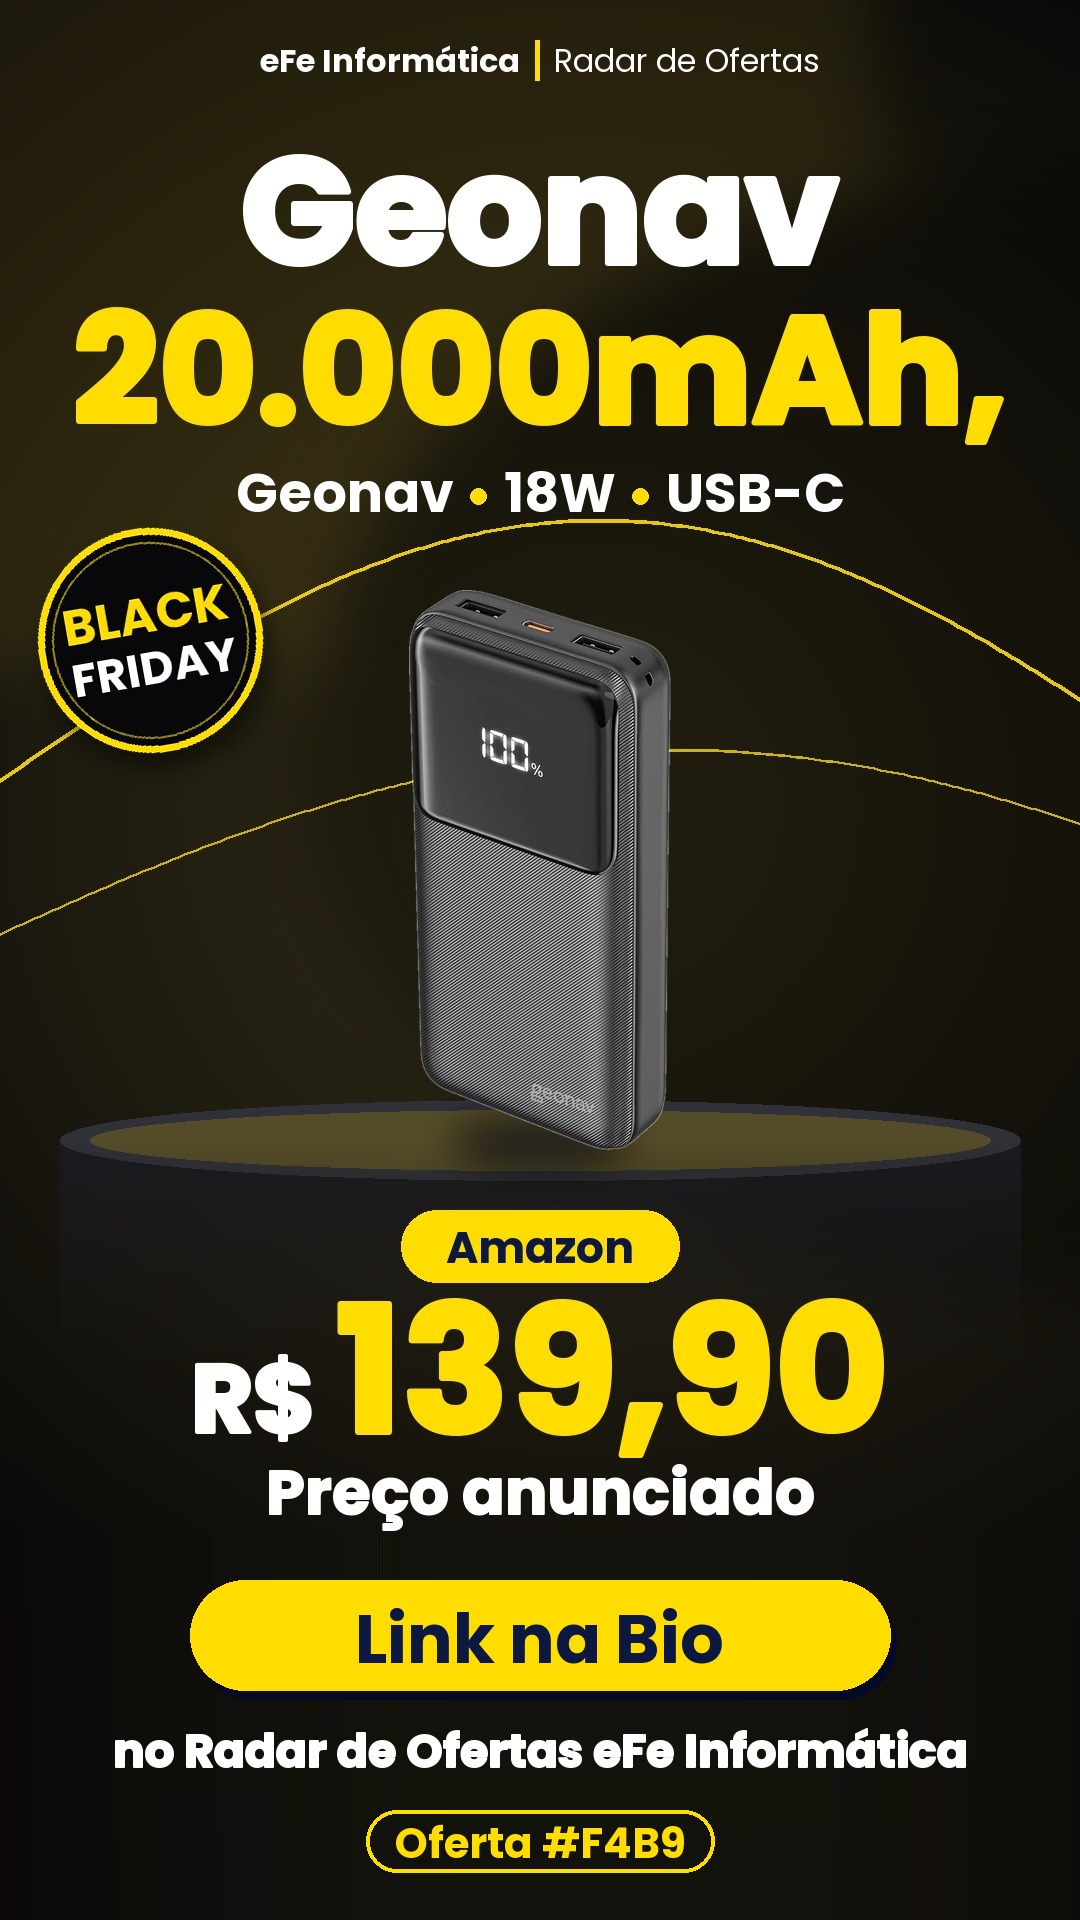 eFe Informática | Radar de Ofertas
Geonav
20.000mAh,
Geonav • 18W • USB-C
BLACK
FRIDAY
100%
geonav
Amazon
R$ 139,90
Preço anunciado
Link na Bio
no Radar de Ofertas eFe Informática
Oferta #F4B9